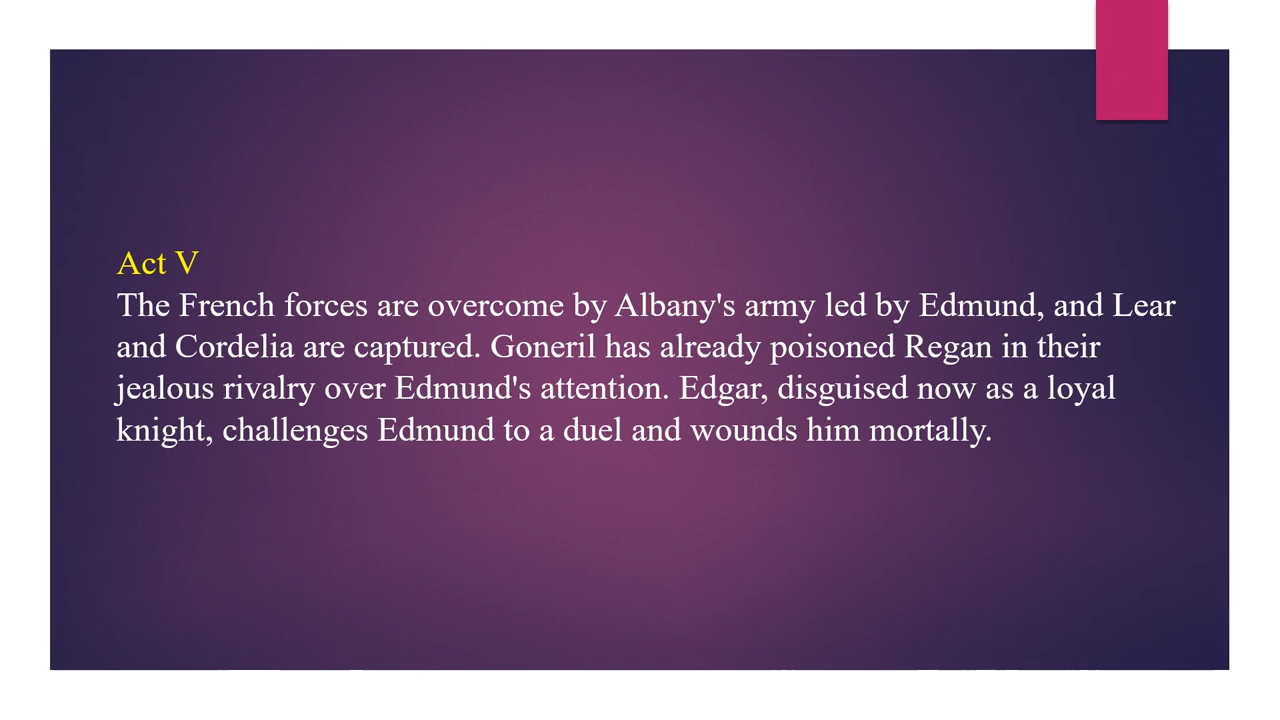 Act V
The French forces are overcome by Albany's army led by Edmund, and Lear
and Cordelia are captured. Goneril has already poisoned Regan in their
jealous rivalry over Edmund's attention. Edgar, disguised now as a loyal
knight, challenges Edmund to a duel and wounds him mortally.